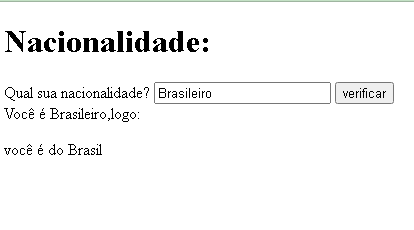 Nacionalidade:
Qual sua nacionalidade? Brasileiro verificar
Você é Brasileiro,logo:
você é do Brasil